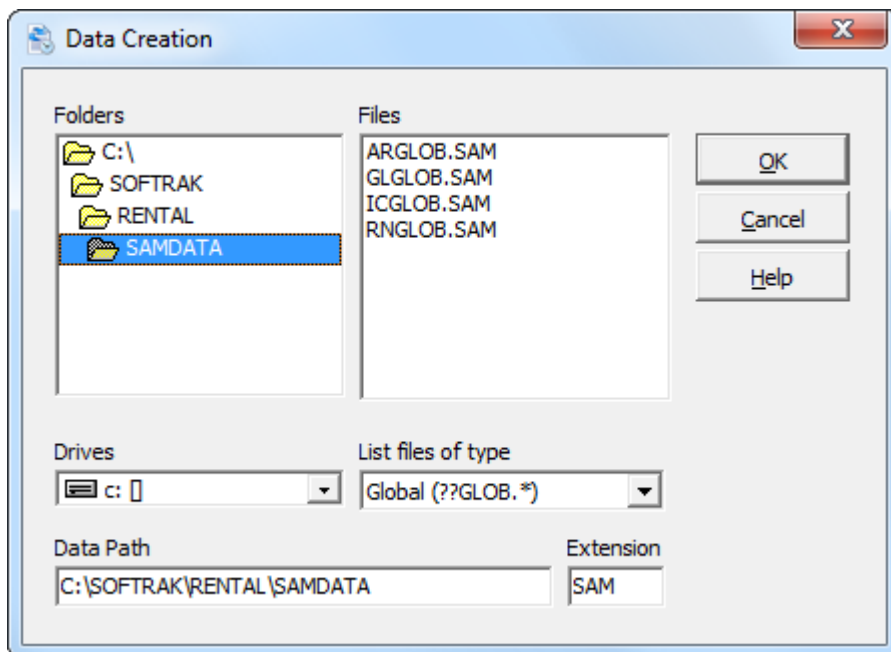 Data Creation
Folders
C:\
SOFTRAK
RENTAL
SAMDATA
Files
ARGLOB.SAM
GLGLOB.SAM
ICGLOB.SAM
RNGLOB.SAM
OK
Cancel
Help
Drives
c: []
List files of type
Global (??GLOB.*)
Data Path
C:\SOFTRAK\RENTAL\SAMDATA
Extension
SAM